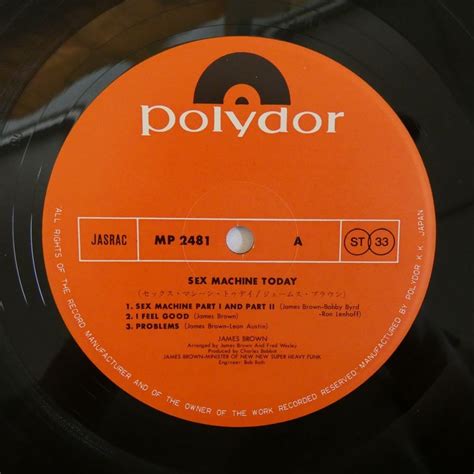 polydor
JASRAC MP 2481 A ST 33
SEX MACHINE TODAY
(セックス・マシーン・トゥデイ/ジェームス・ブラウン)
1. SEX MACHINE PART I AND PART II (James Brown-Bobby Byrd
-Ron Lenhoff)
2. I FEEL GOOD (James Brown)
3. PROBLEMS (James Brown-Leon Austin)
JAMES BROWN
Arranged by James Brown And Fred Wesley
Produced by Charles Bobbit
JAMES BROWN-MINISTER OF NEW NEW SUPER HEAVY FUNK
Engineer: Bob Both
ALL RIGHTS OF THE RECORD MANUFACTURER AND OF THE OWNER OF THE WORK RECORDED RESERVED. MANUFACTURED BY POLYDOR K.K. JAPAN